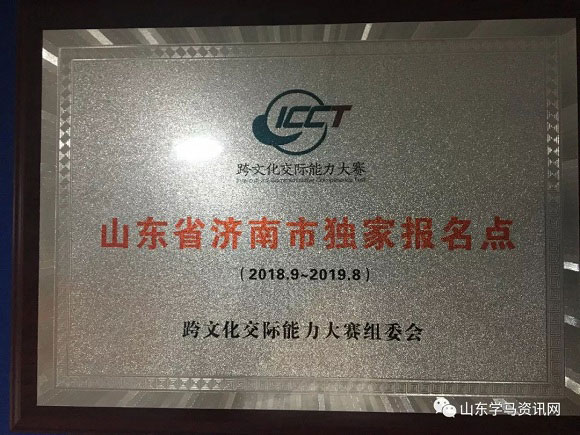 ICCT
跨文化交际能力大赛
山东省济南市独家报名点
(2018.9~2019.8)
跨文化交际能力大赛组委会
山东学马资讯网